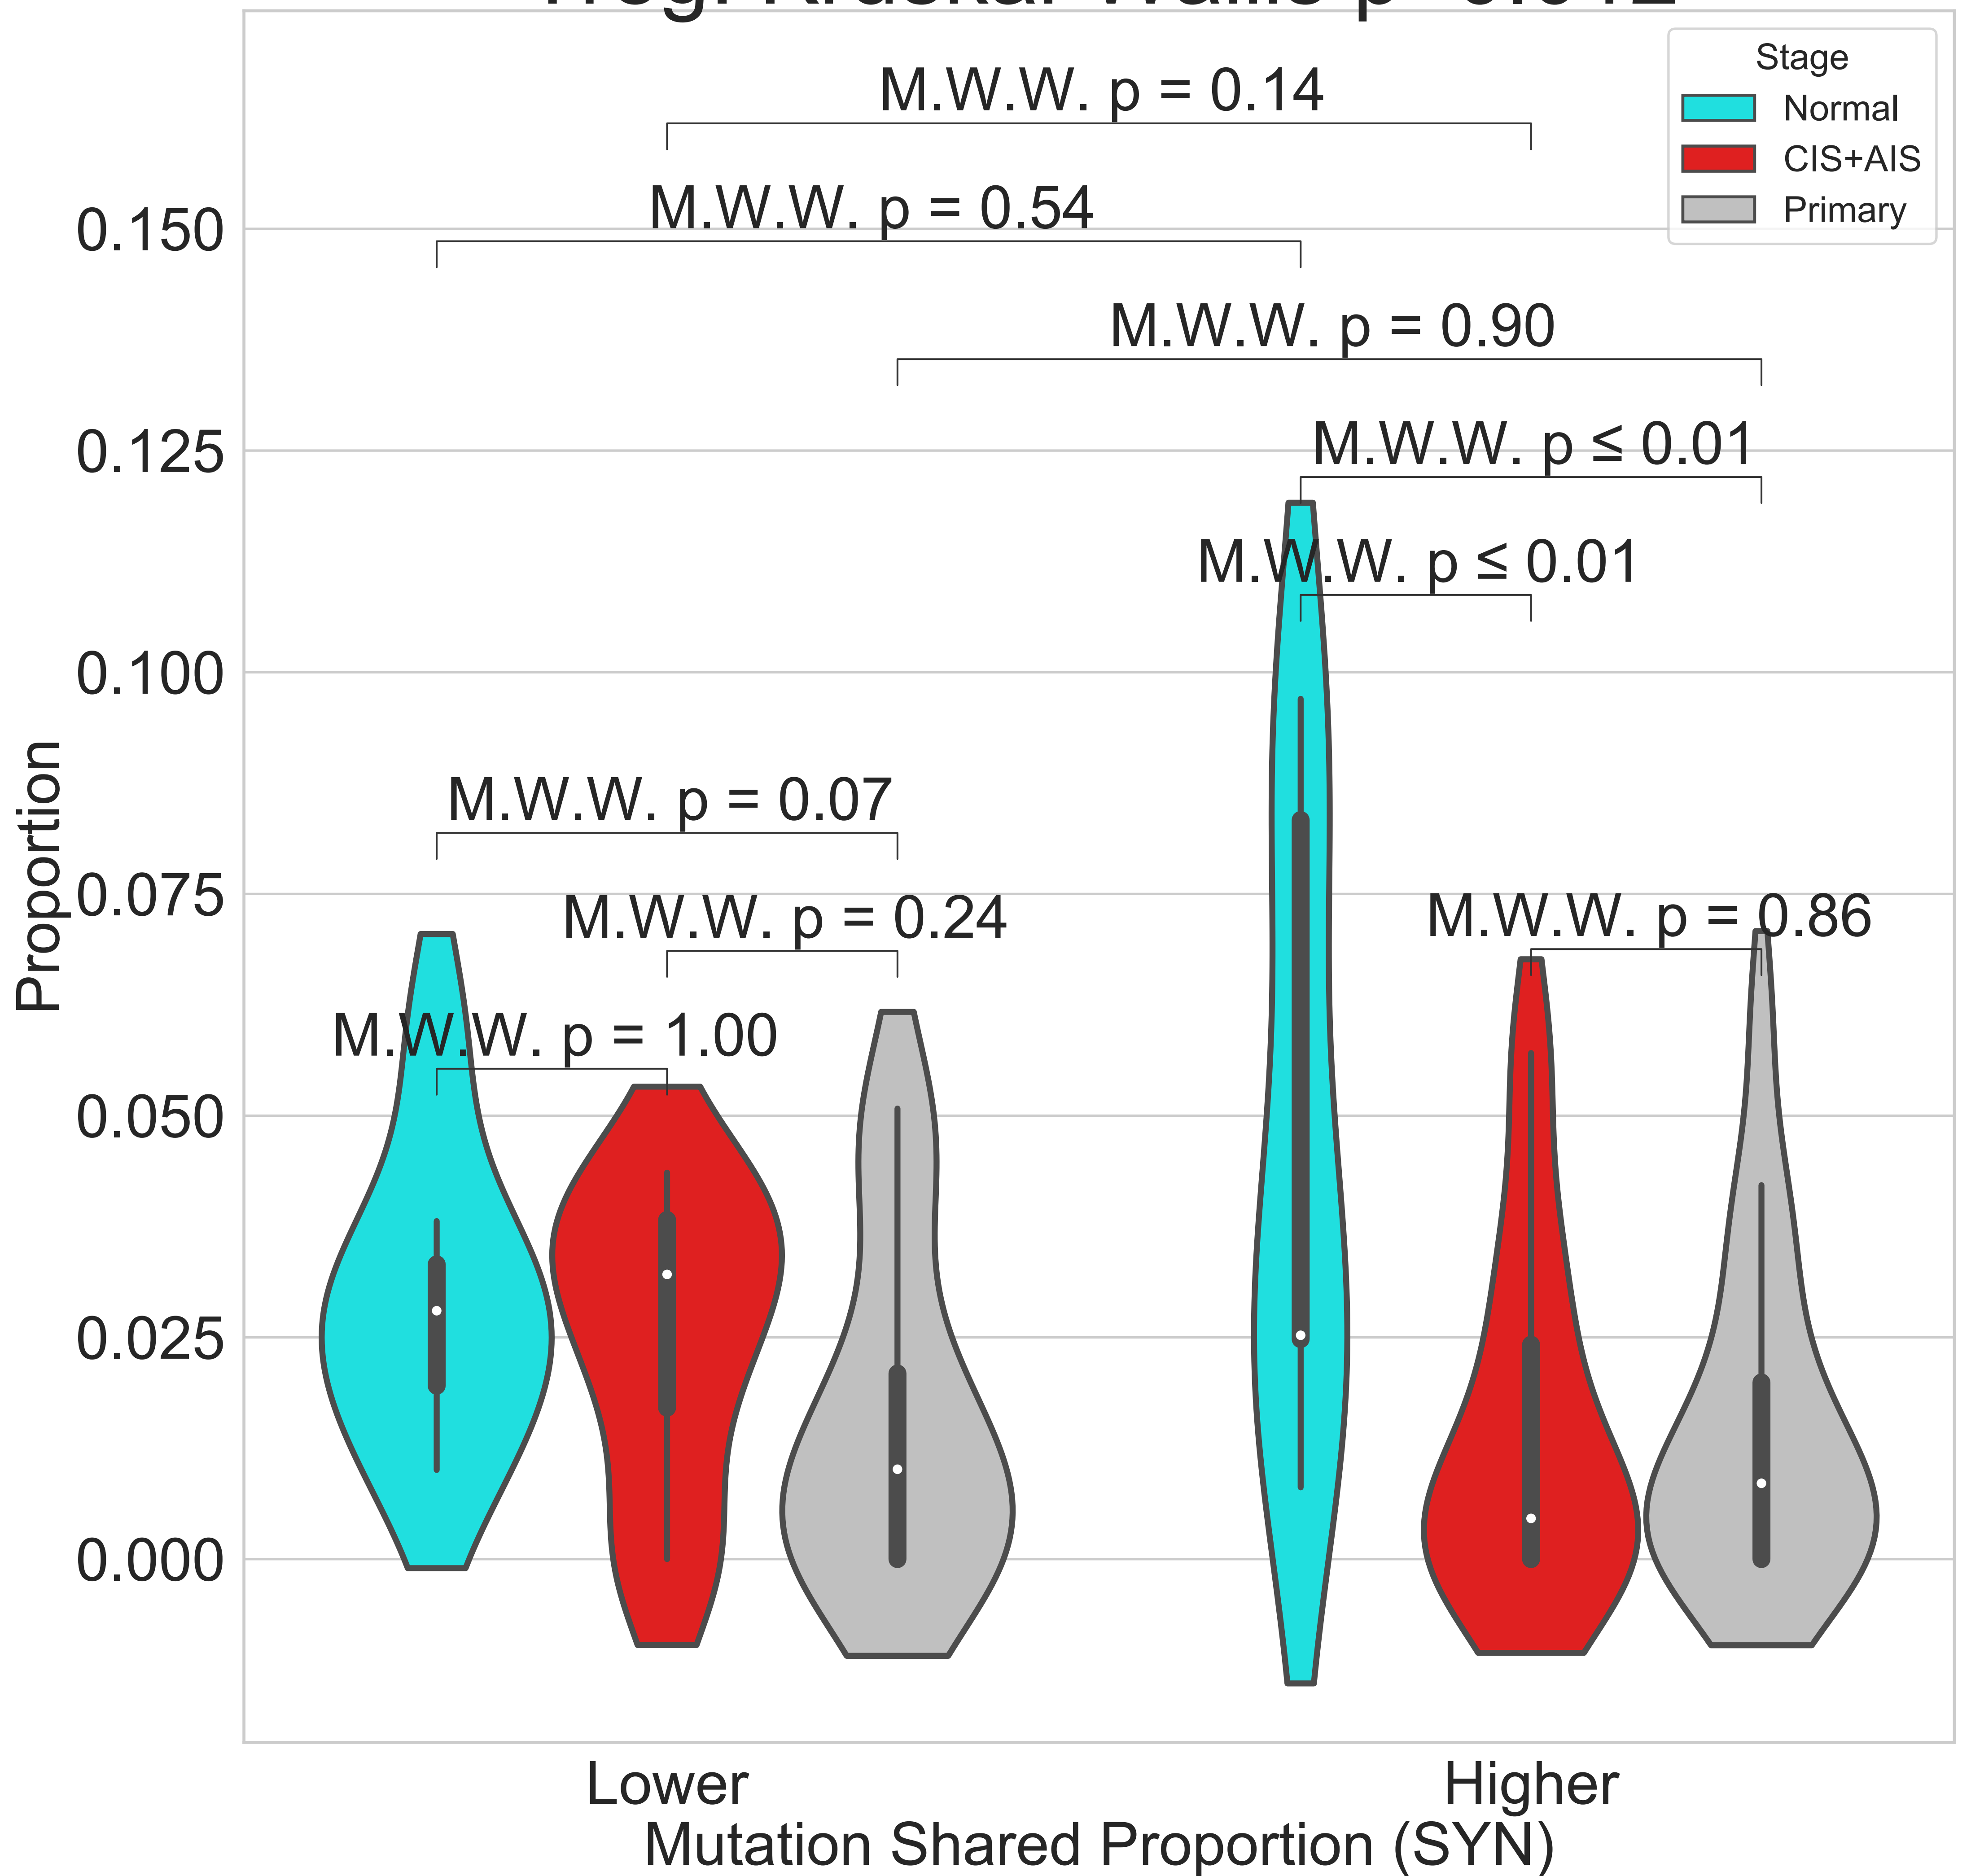 Stage
Normal
CIS+AIS
Primary
M.W.W. p = 0.14
M.W.W. p = 0.54
M.W.W. p = 0.90
M.W.W. p ≤ 0.01
M.W.W. p ≤ 0.01
M.W.W. p = 0.07
M.W.W. p = 0.24
M.W.W. p = 0.86
M.W.W. p = 1.00
0.150
0.125
0.100
0.075
0.050
0.025
0.000
Proportion
Lower
Higher
Mutation Shared Proportion (SYN)